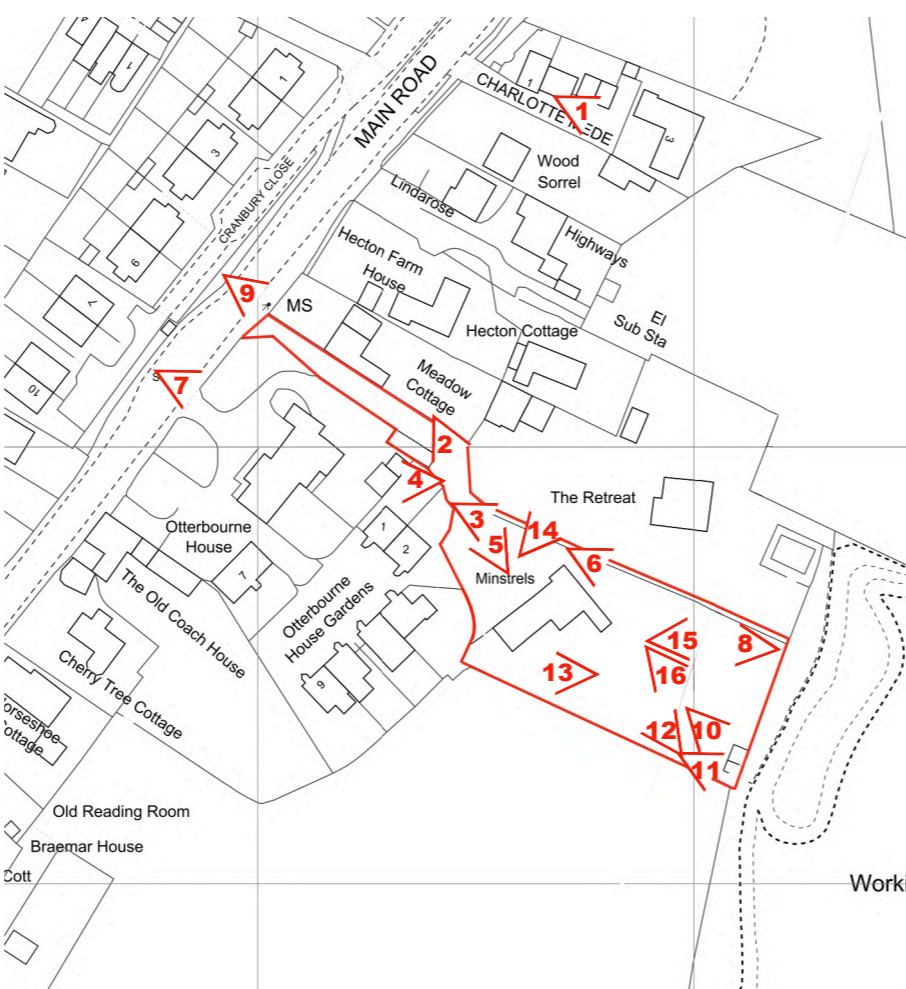 1
1
3
MAIN ROAD
CHARLOTTE MEDE
1
1
3
Wood
Sorrel
CRANBURY CLOSE
Lindarose
6
Highways
Hecton Farm
House
9
MS
7
El
Sub Sta
Hecton Cottage
10
7
Meadow
Cottage
2
4
The Retreat
3
14
5
6
Minstrels
Otterbourne
House
1
2
7
The Old Coach House
Otterbourne
House Gardens
9
15
8
16
13
Cherry Tree Cottage
12
10
11
orseshoe
ottage
Old Reading Room
Braemar House
Cott
Worki